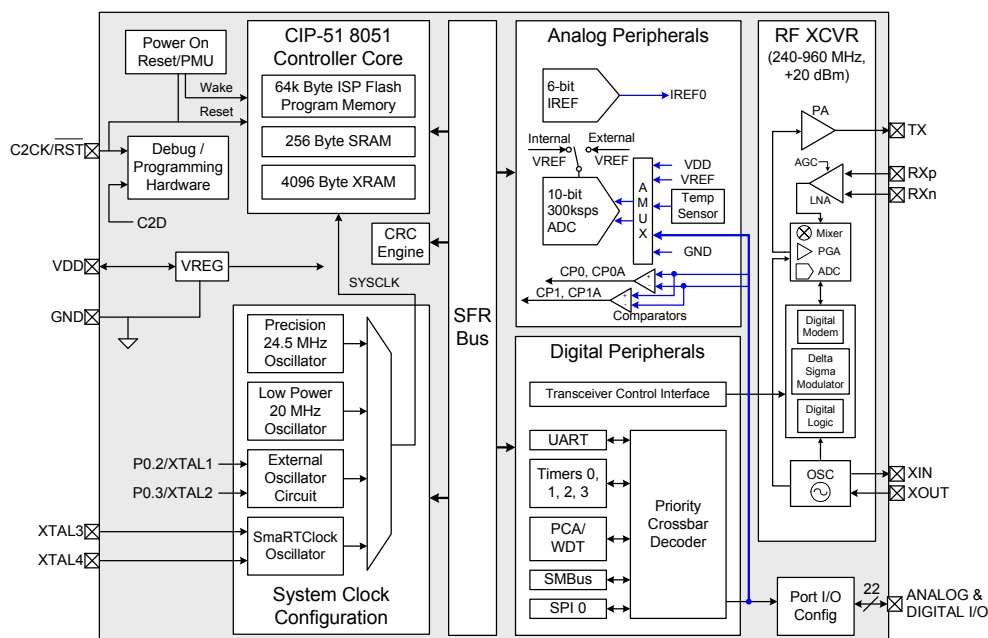 Power On
Reset/PMU
Wake
Reset
C2CK/RST
Debug /
Programming
Hardware
C2D
VDD
VREG
GND
CIP-51 8051
Controller Core
64k Byte ISP Flash
Program Memory
256 Byte SRAM
4096 Byte XRAM
CRC
Engine
SYSCLK
Precision
24.5 MHz
Oscillator
Low Power
20 MHz
Oscillator
P0.2/XTAL1
P0.3/XTAL2
External
Oscillator
Circuit
XTAL3
XTAL4
SmaRTClock
Oscillator
System Clock
Configuration
SFR
Bus
Analog Peripherals
6-bit
IREF
IREF0
Internal
External
VREF
VREF
10-bit
300ksps
ADC
A
M
U
X
VDD
VREF
Temp
Sensor
GND
CP0, CP0A
+
-
CP1, CP1A
+
-
Comparators
Digital Peripherals
Transceiver Control Interface
UART
Timers 0,
1, 2, 3
PCA/
WDT
SMBus
SPI 0
Priority
Crossbar
Decoder
RF XCVR
(240-960 MHz,
+20 dBm)
PA
TX
AGC
LNA
RXp
RXn
Mixer
PGA
ADC
Digital
Modem
Delta
Sigma
Modulator
Digital
Logic
OSC
XIN
XOUT
Port I/O
Config
22
ANALOG &
DIGITAL I/O